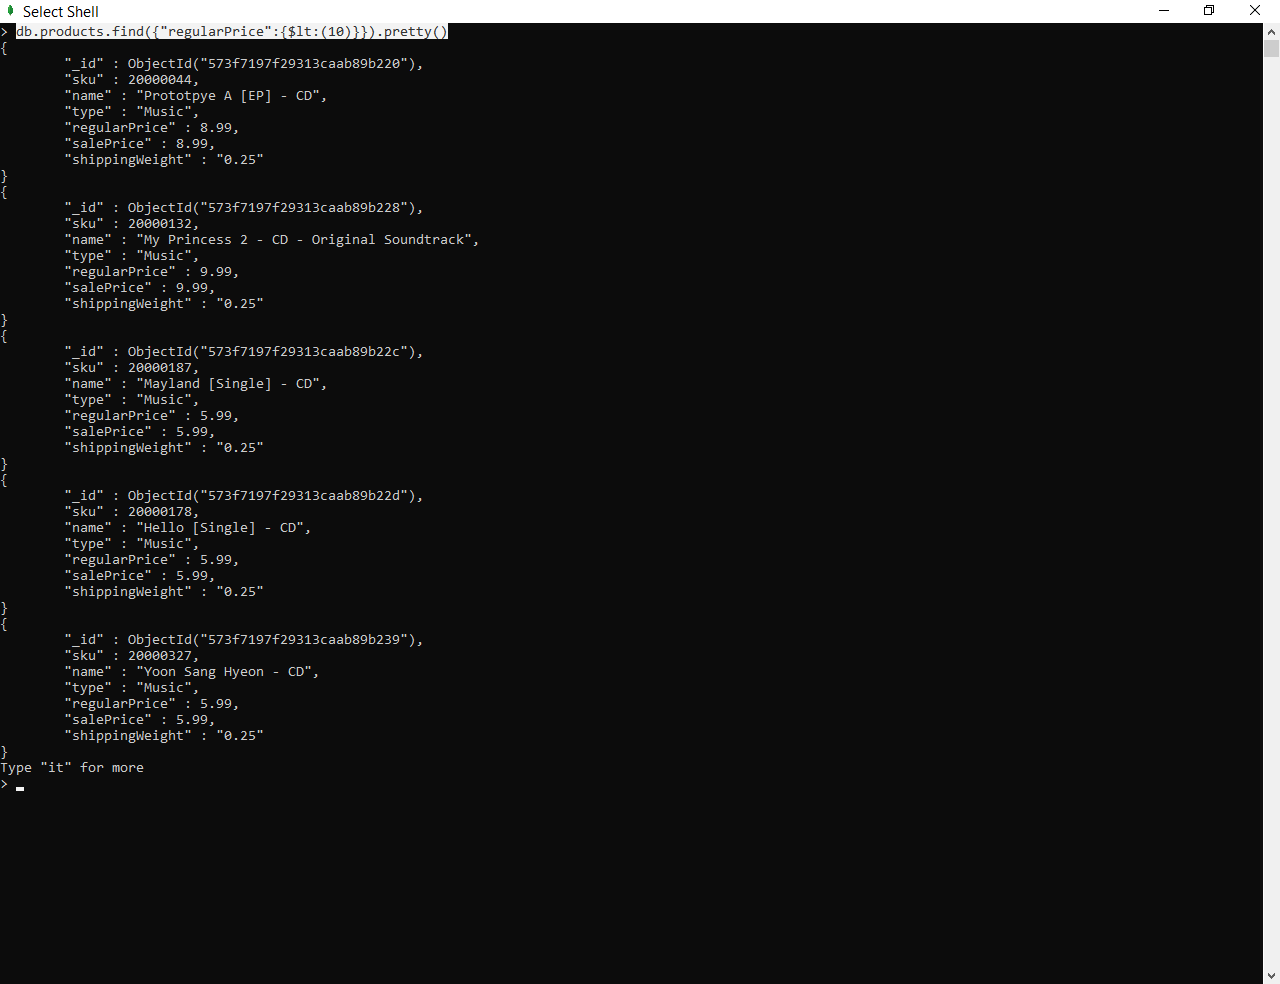 Select Shell
> db.products.find({"regularPrice":{$lt:(10)}}).pretty()
{
"_id" : ObjectId("573f7197f29313caab89b220"),
"sku" : 20000044,
"name" : "Prototpye A [EP] - CD",
"type" : "Music",
"regularPrice" : 8.99,
"salePrice" : 8.99,
"shippingWeight" : "0.25"
}
{
"_id" : ObjectId("573f7197f29313caab89b228"),
"sku" : 20000132,
"name" : "My Princess 2 - CD - Original Soundtrack",
"type" : "Music",
"regularPrice" : 9.99,
"salePrice" : 9.99,
"shippingWeight" : "0.25"
}
{
"_id" : ObjectId("573f7197f29313caab89b22c"),
"sku" : 20000187,
"name" : "Mayland [Single] - CD",
"type" : "Music",
"regularPrice" : 5.99,
"salePrice" : 5.99,
"shippingWeight" : "0.25"
}
{
"_id" : ObjectId("573f7197f29313caab89b22d"),
"sku" : 20000178,
"name" : "Hello [Single] - CD",
"type" : "Music",
"regularPrice" : 5.99,
"salePrice" : 5.99,
"shippingWeight" : "0.25"
}
{
"_id" : ObjectId("573f7197f29313caab89b239"),
"sku" : 20000327,
"name" : "Yoon Sang Hyeon - CD",
"type" : "Music",
"regularPrice" : 5.99,
"salePrice" : 5.99,
"shippingWeight" : "0.25"
}
Type "it" for more
>